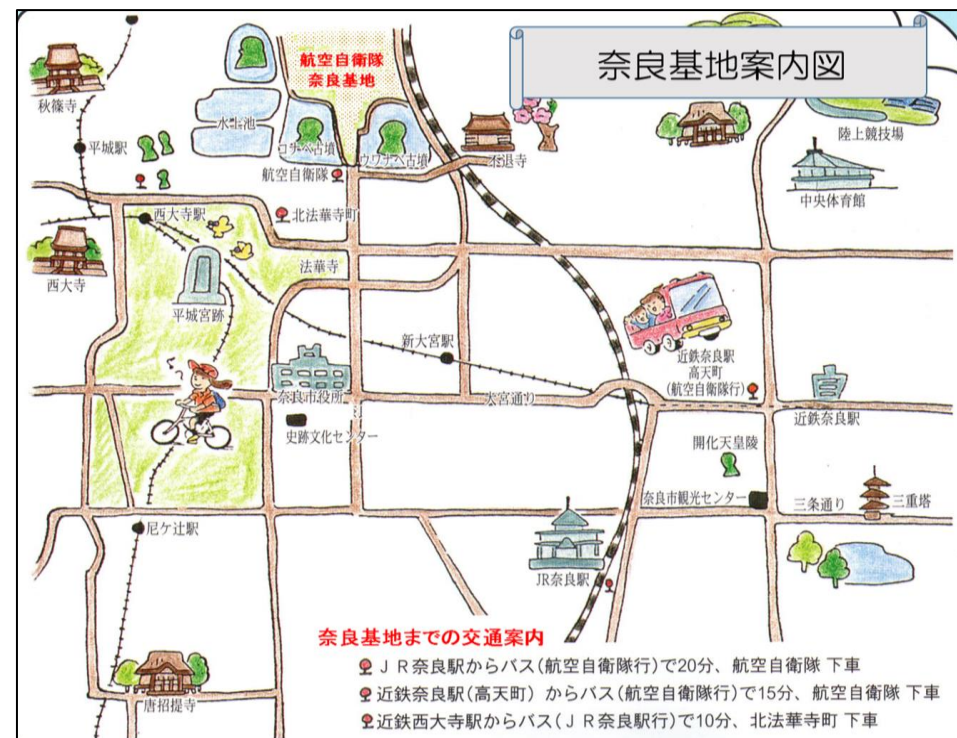 奈良基地案内図
航空自衛隊
奈良基地
秋篠寺
平城駅
水上池
コナベ古墳
ウワナベ古墳
不退寺
陸上競技場
中央体育館
航空自衛隊
西大寺駅
北法華寺町
西大寺
法華寺
平城宮跡
新大宮駅
近鉄奈良駅
高天町
(航空自衛隊行)
奈良市役所
大宮通り
近鉄奈良駅
史跡文化センター
開化天皇陵
奈良市観光センター
三条通り
三重塔
尼ケ辻駅
JR奈良駅
唐招提寺
奈良基地までの交通案内
ＪＲ奈良駅からバス(航空自衛隊行)で20分、航空自衛隊 下車
近鉄奈良駅(高天町) からバス(航空自衛隊行)で15分、航空自衛隊 下車
近鉄西大寺駅からバス(ＪＲ奈良駅行)で10分、北法華寺町 下車